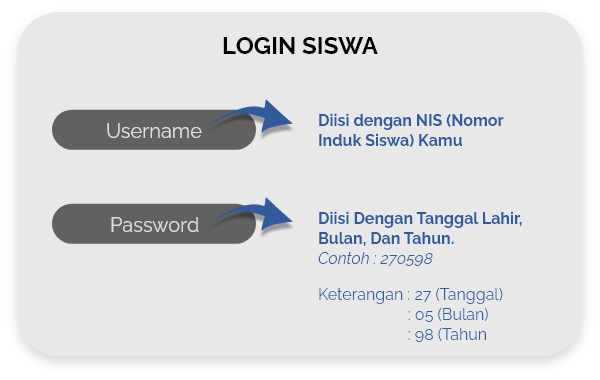 LOGIN SISWA
Username
Diisi dengan NIS (Nomor
Induk Siswa) Kamu
Password
Diisi Dengan Tanggal Lahir,
Bulan, Dan Tahun.
Contoh : 270598
Keterangan : 27 (Tanggal)
: 05 (Bulan)
: 98 (Tahun